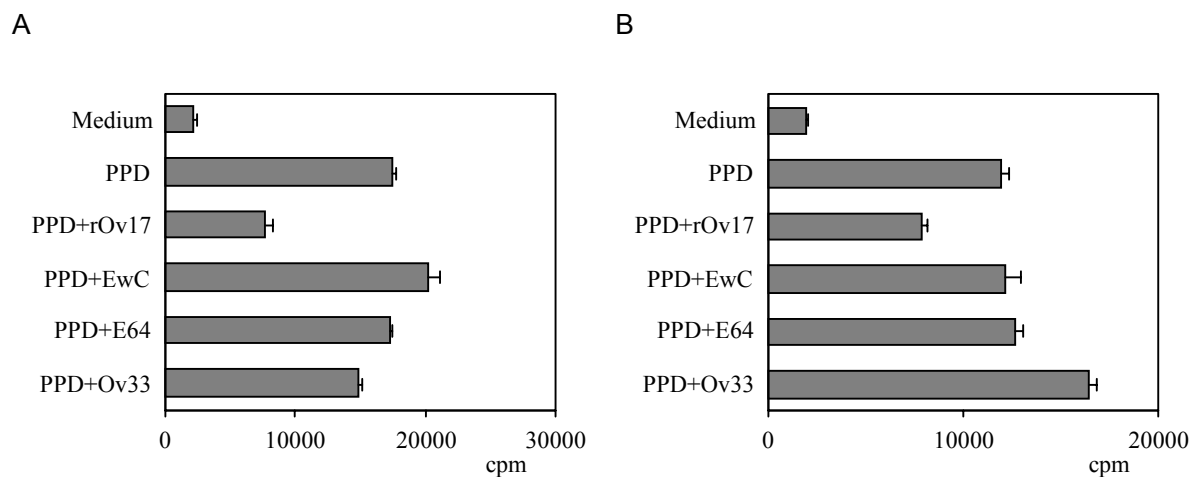 A
Medium
PPD
PPD+rOv17
PPD+EwC
PPD+E64
PPD+Ov33
0 10000 20000 30000
cpm
B
Medium
PPD
PPD+rOv17
PPD+EwC
PPD+E64
PPD+Ov33
0 10000 20000
cpm